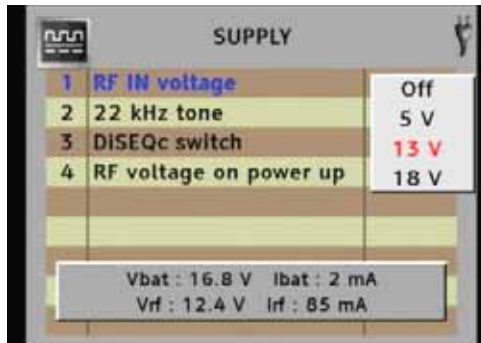 SUPPLY
1 RF IN voltage
2 22 kHz tone
3 DiSEQc switch
4 RF voltage on power up
Off
5 V
13 V
18 V
Vbat : 16.8 V Ibat : 2 mA
Vrf : 12.4 V Irf : 85 mA